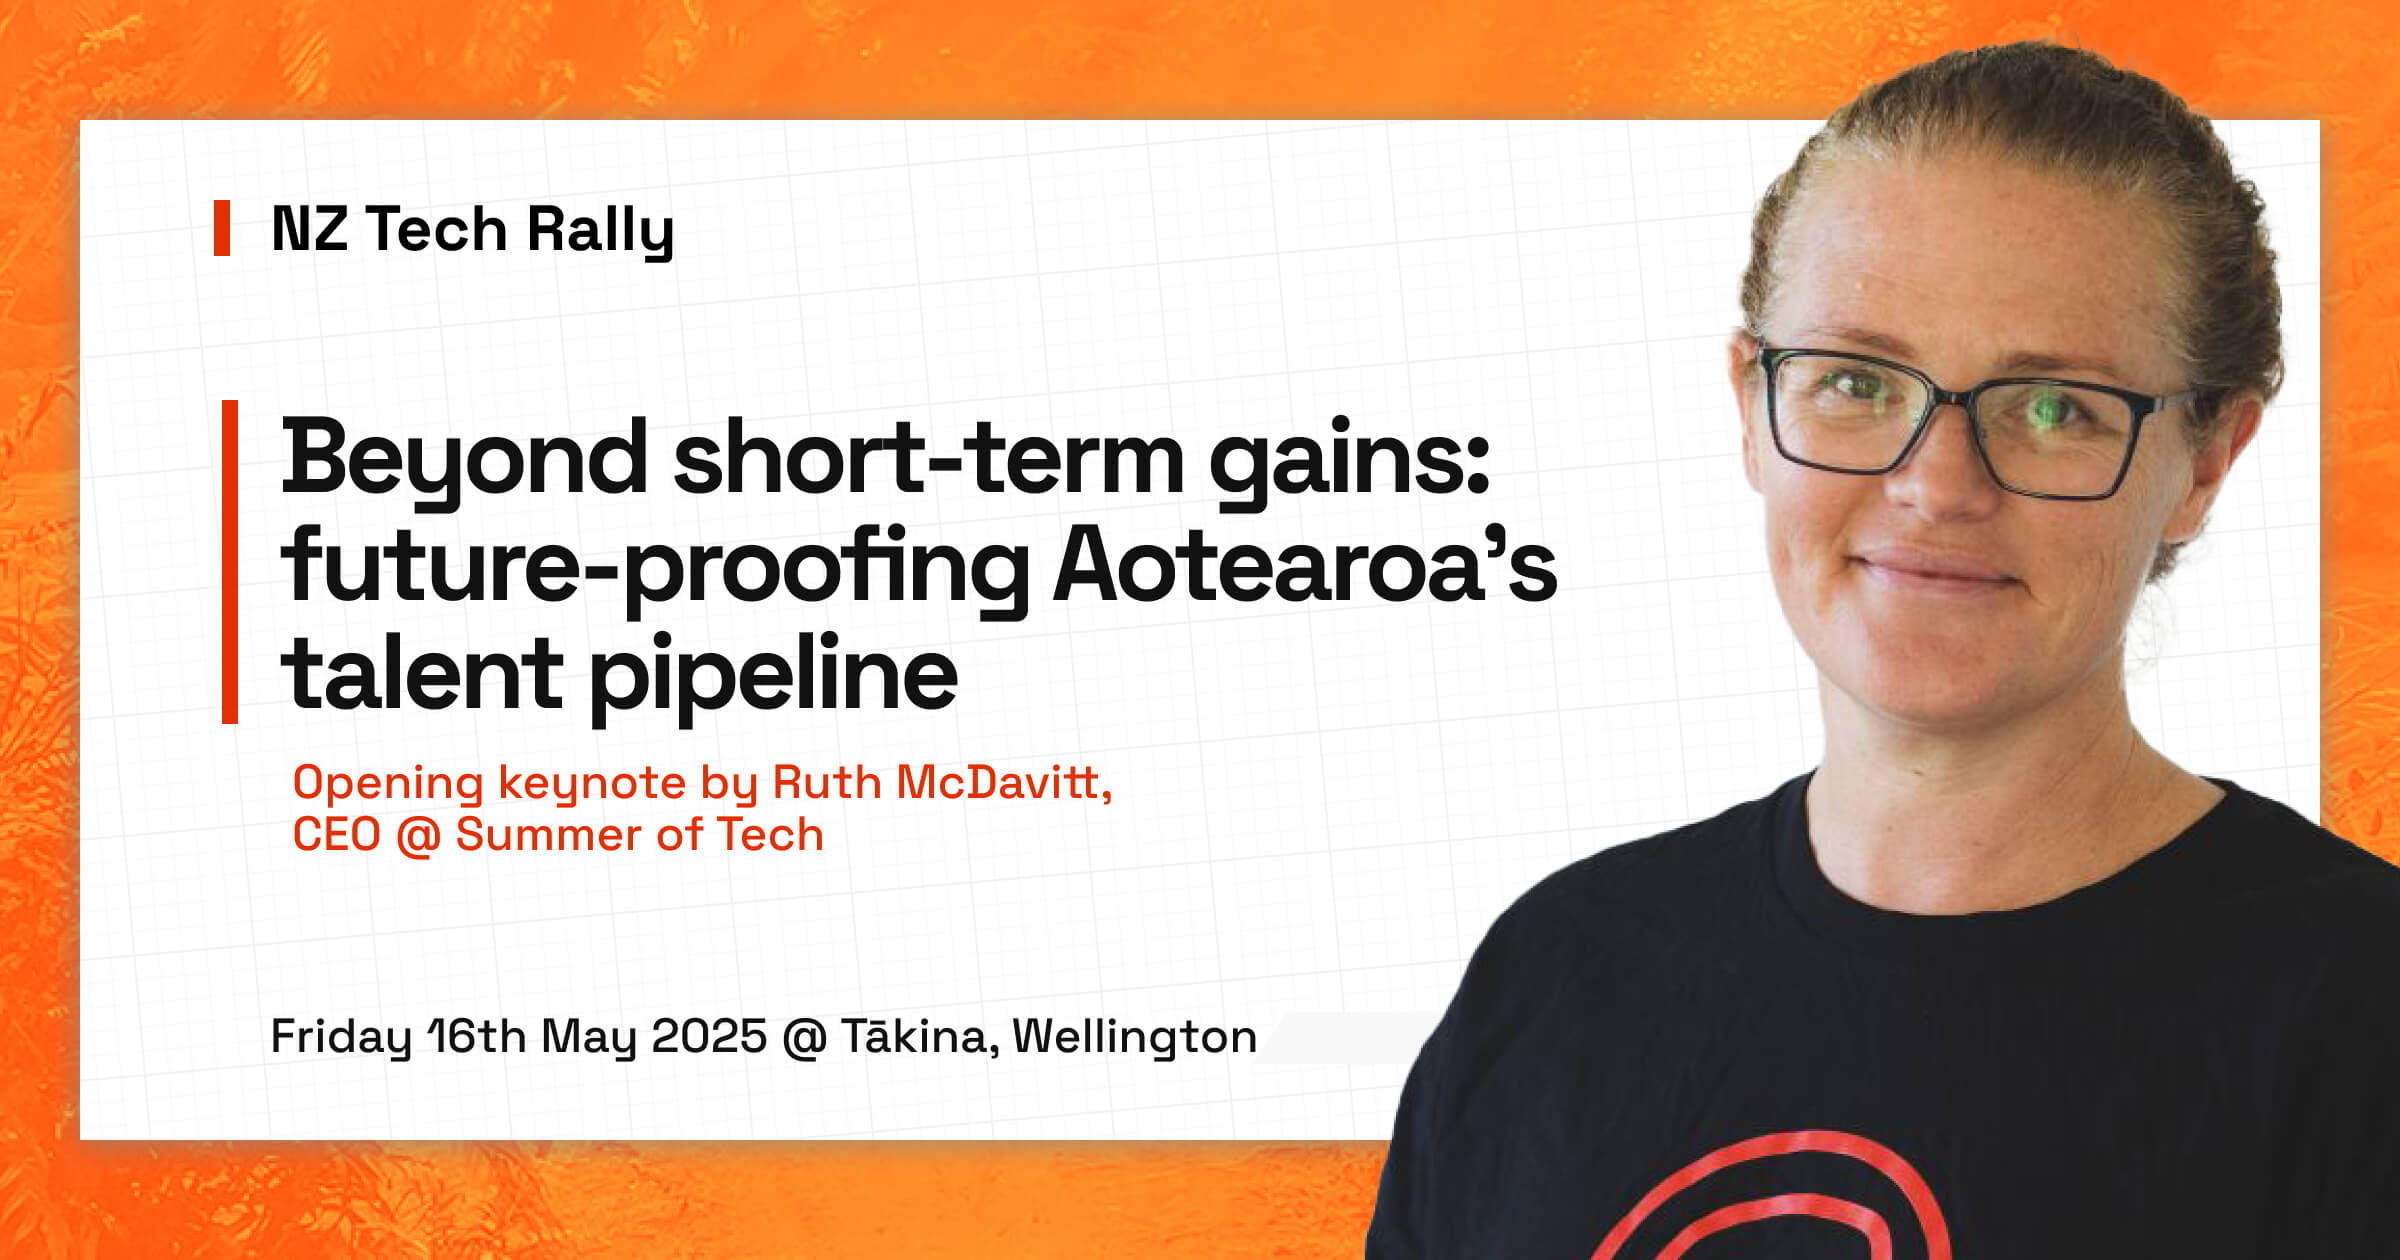 NZ Tech Rally
Beyond short-term gains:
future-proofing Aotearoa’s
talent pipeline
Opening keynote by Ruth McDavitt,
CEO @ Summer of Tech
Friday 16th May 2025 @ Tākina, Wellington